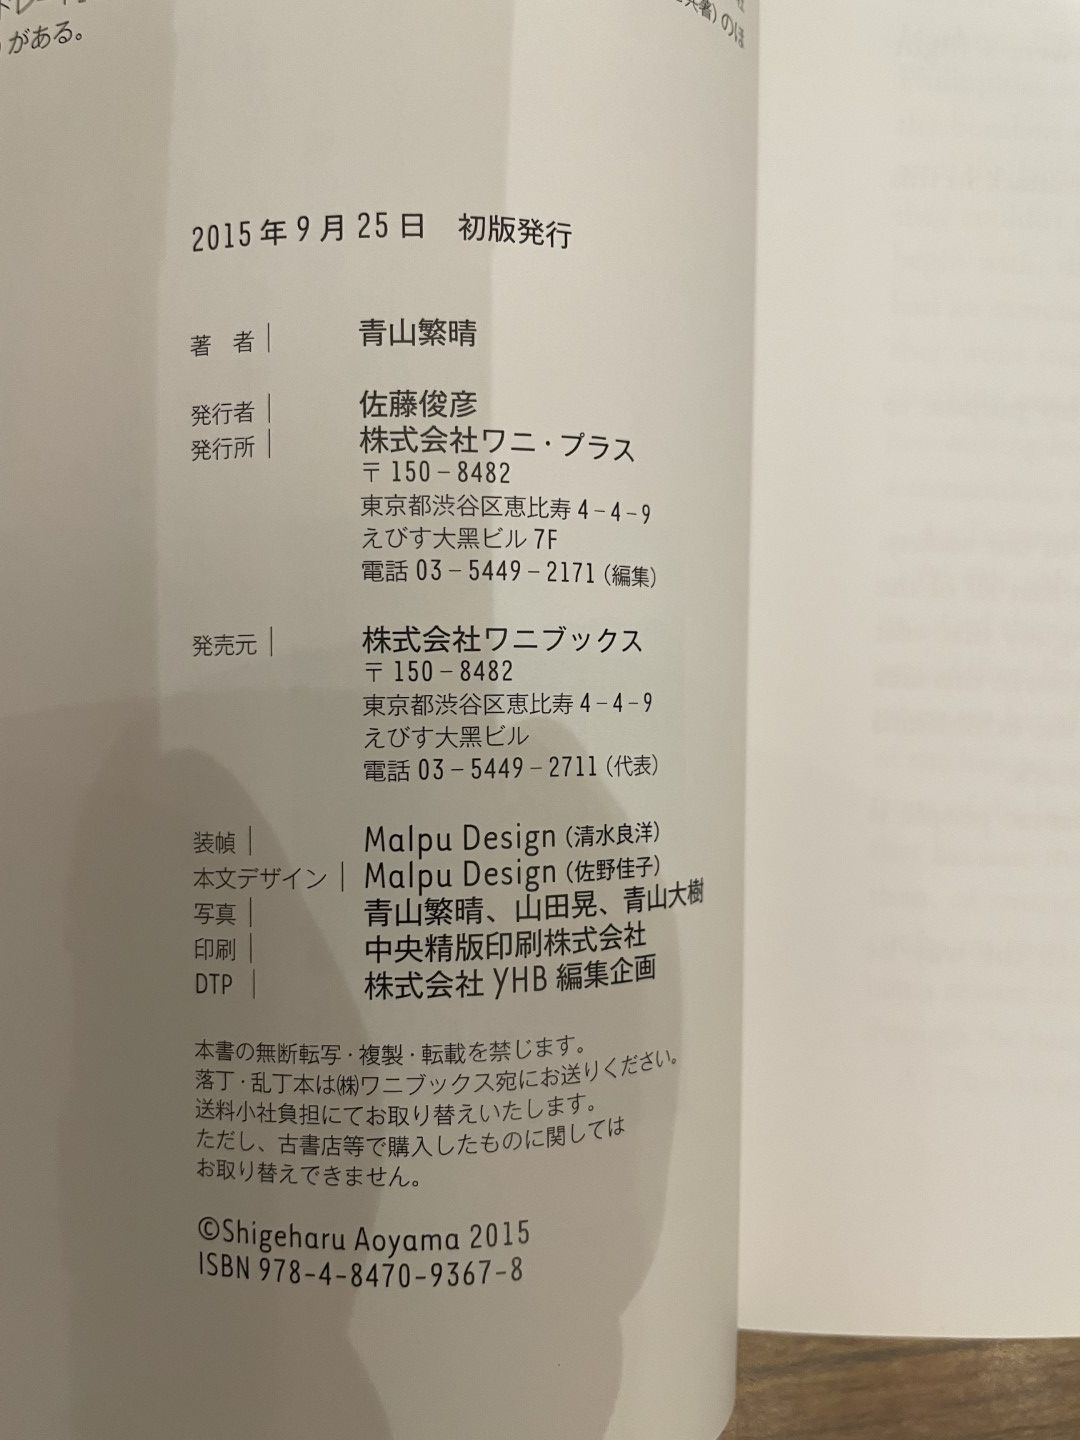 がある。
のほ
2015年9月25日 初版発行
著 者│ 青山繁晴
発行者│ 佐藤俊彦
発行所│ 株式会社ワニ・プラス
〒150-8482
東京都渋谷区恵比寿4-4-9
えびす大黑ビル7F
電話 03-5449-2171（編集）
発売元│ 株式会社ワニブックス
〒150-8482
東京都渋谷区恵比寿4-4-9
えびす大黑ビル
電話 03-5449-2711（代表）
装幀│ Malpu Design（清水良洋）
本文デザイン│ Malpu Design（佐野佳子）
写真│ 青山繁晴、山田晃、青山大樹
印刷│ 中央精版印刷株式会社
DTP│ 株式会社YHB編集企画
本書の無断転写・複製・転載を禁じます。
落丁・乱丁本は㈱ワニブックス宛にお送りください。
送料小社負担にてお取り替えいたします。
ただし、古書店等で購入したものに関しては
お取り替えできません。
©Shigeharu Aoyama 2015
ISBN 978-4-8470-9367-8